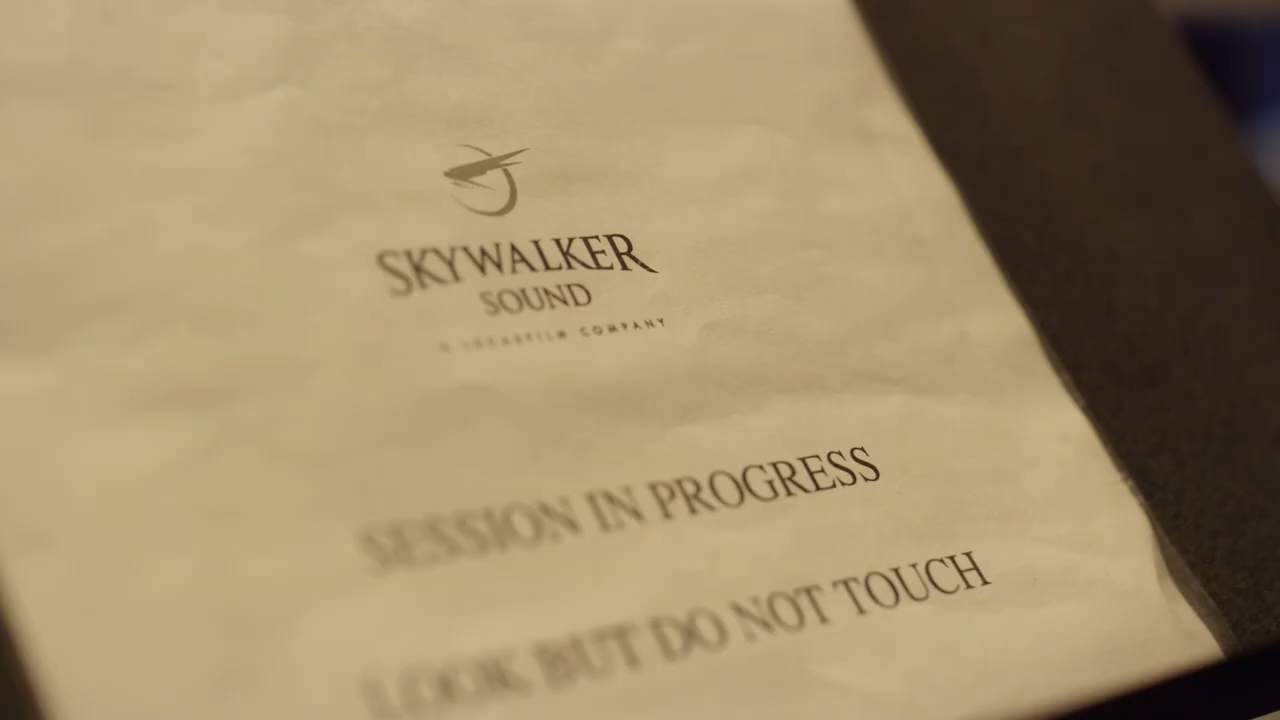 SKYWALKER
SOUND
A LUCASFILM COMPANY
SESSION IN PROGRESS
LOOK BUT DO NOT TOUCH